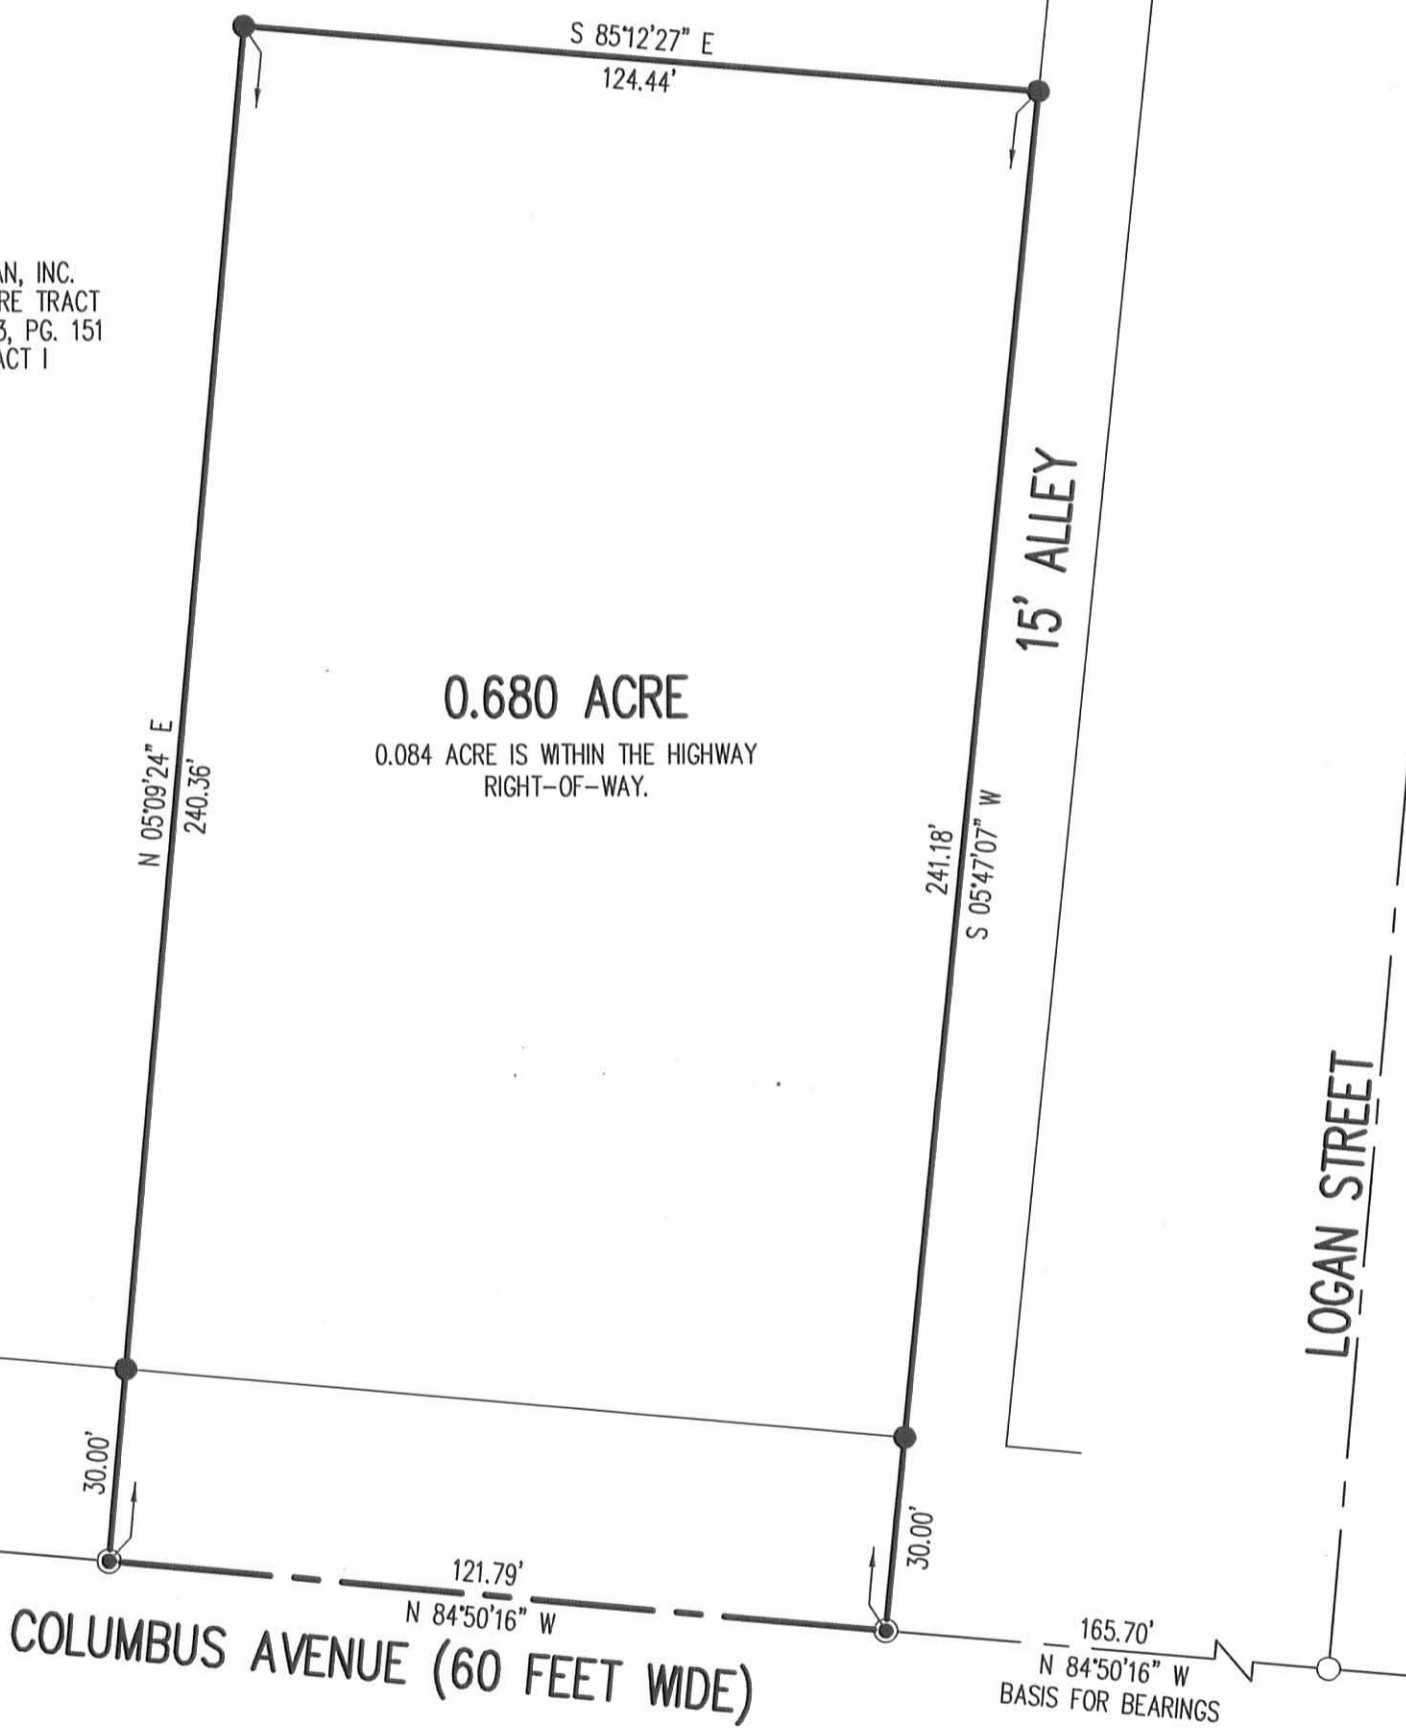 S 85°12'27" E
124.44'
AN, INC.
RE TRACT
3, PG. 151
ACT I
15' ALLEY
0.680 ACRE
0.084 ACRE IS WITHIN THE HIGHWAY
RIGHT-OF-WAY.
N 05°09'24" E
240.36'
241.18'
S 05°47'07" W
LOGAN STREET
30.00'
30.00'
121.79'
N 84°50'16" W
165.70'
N 84°50'16" W
BASIS FOR BEARINGS
COLUMBUS AVENUE (60 FEET WIDE)